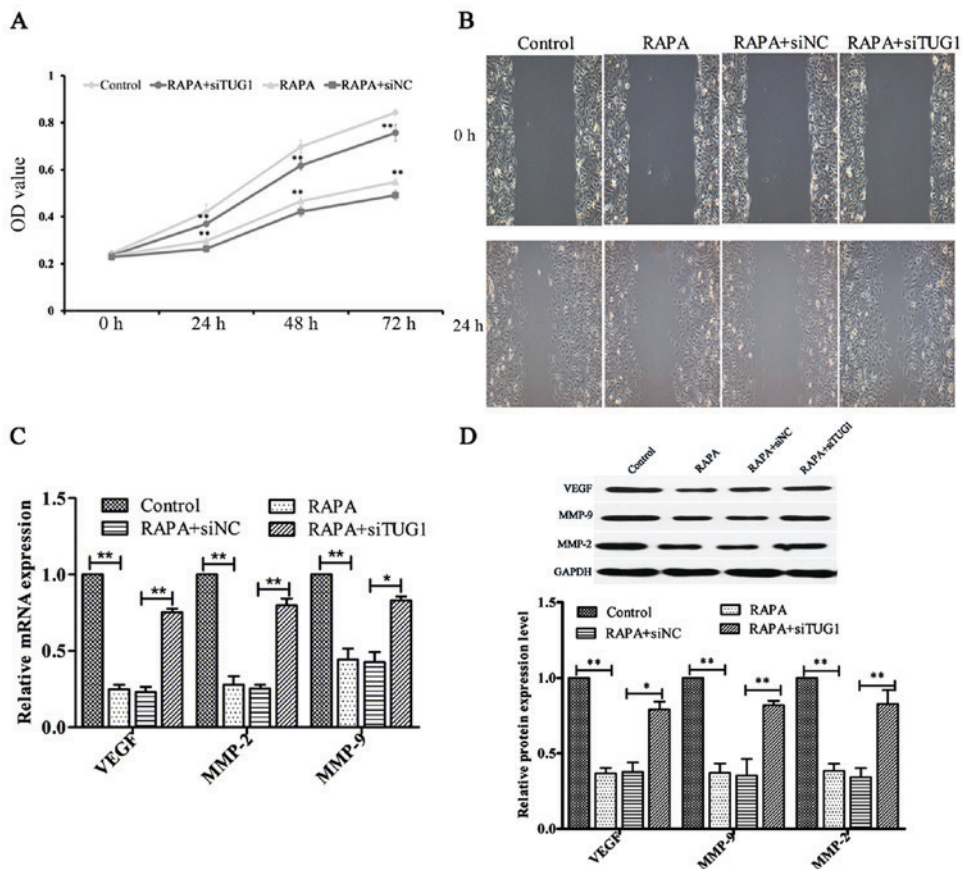 A
Control RAPA+siTUG1 RAPA RAPA+siNC
1
0.8
0.6
0.4
0.2
0
OD value
** ** ** ** ** **
0 h 24 h 48 h 72 h
B
Control RAPA RAPA+siNC RAPA+siTUG1
0 h
24 h
C
Control RAPA
RAPA+siNC RAPA+siTUG1
1.5
1.0
0.5
0.0
Relative mRNA expression
** ** ** ** ** *
VEGF MMP-2 MMP-9
D
Control RAPA RAPA+siNC RAPA+siTUG1
VEGF
MMP-9
MMP-2
GAPDH
Control RAPA
RAPA+siNC RAPA+siTUG1
1.5
1.0
0.5
0.0
Relative protein expression level
** * ** ** ** **
VEGF MMP-9 MMP-2